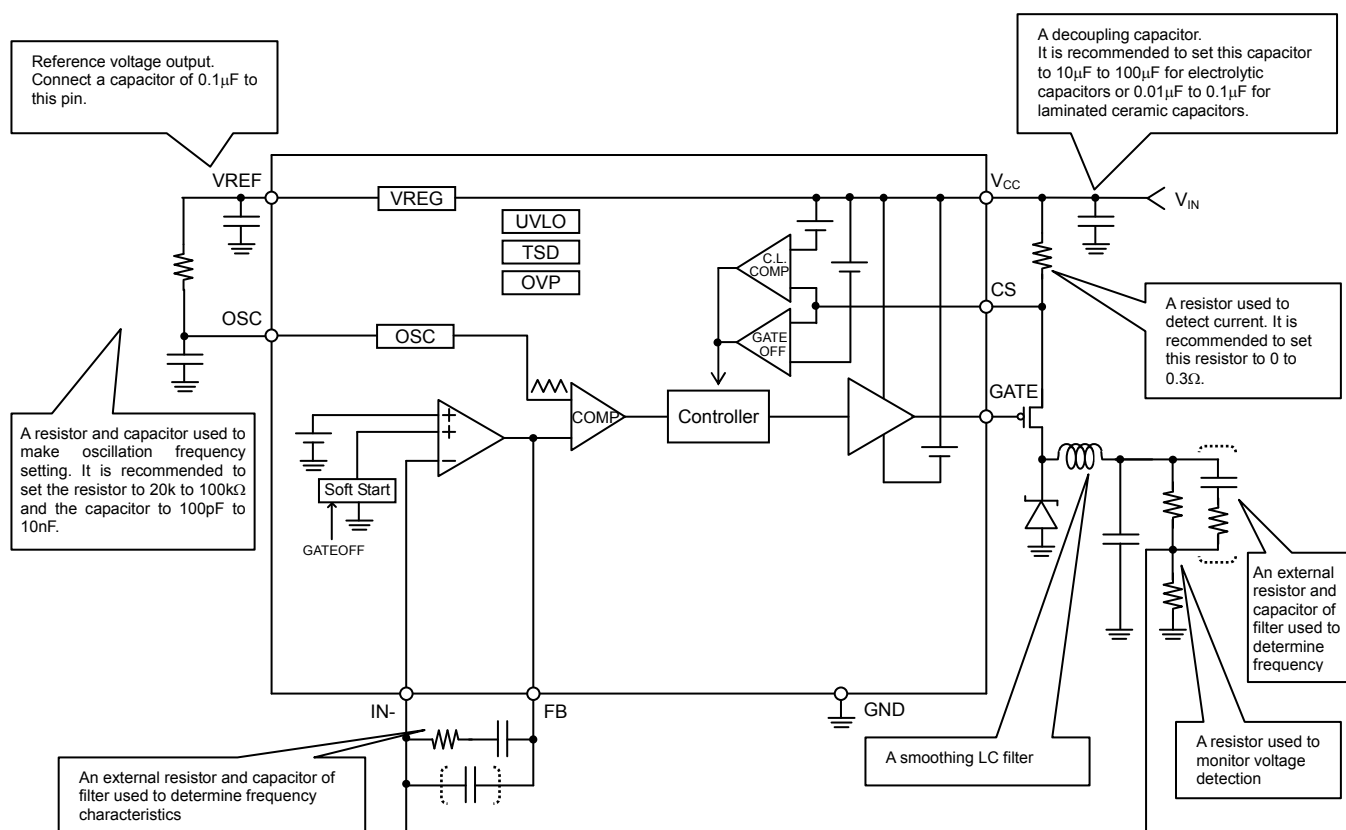 Reference voltage output.
Connect a capacitor of 0.1μF to
this pin.
A decoupling capacitor.
It is recommended to set this capacitor
to 10μF to 100μF for electrolytic
capacitors or 0.01μF to 0.1μF for
laminated ceramic capacitors.
VREF
VREG
VCC
VIN
UVLO
TSD
OVP
C.L.
COMP
CS
A resistor used to
detect current. It is
recommended to set
this resistor to 0 to
0.3Ω.
OSC
OSC
GATE
OFF
GATE
COMP
Controller
A resistor and capacitor used to
make oscillation frequency
setting. It is recommended to
set the resistor to 20k to 100kΩ
and the capacitor to 100pF to
10nF.
Soft Start
GATEOFF
An external
resistor and
capacitor of
filter used to
determine
frequency
IN-
FB
GND
A smoothing LC filter
A resistor used to
monitor voltage
detection
An external resistor and capacitor of
filter used to determine frequency
characteristics